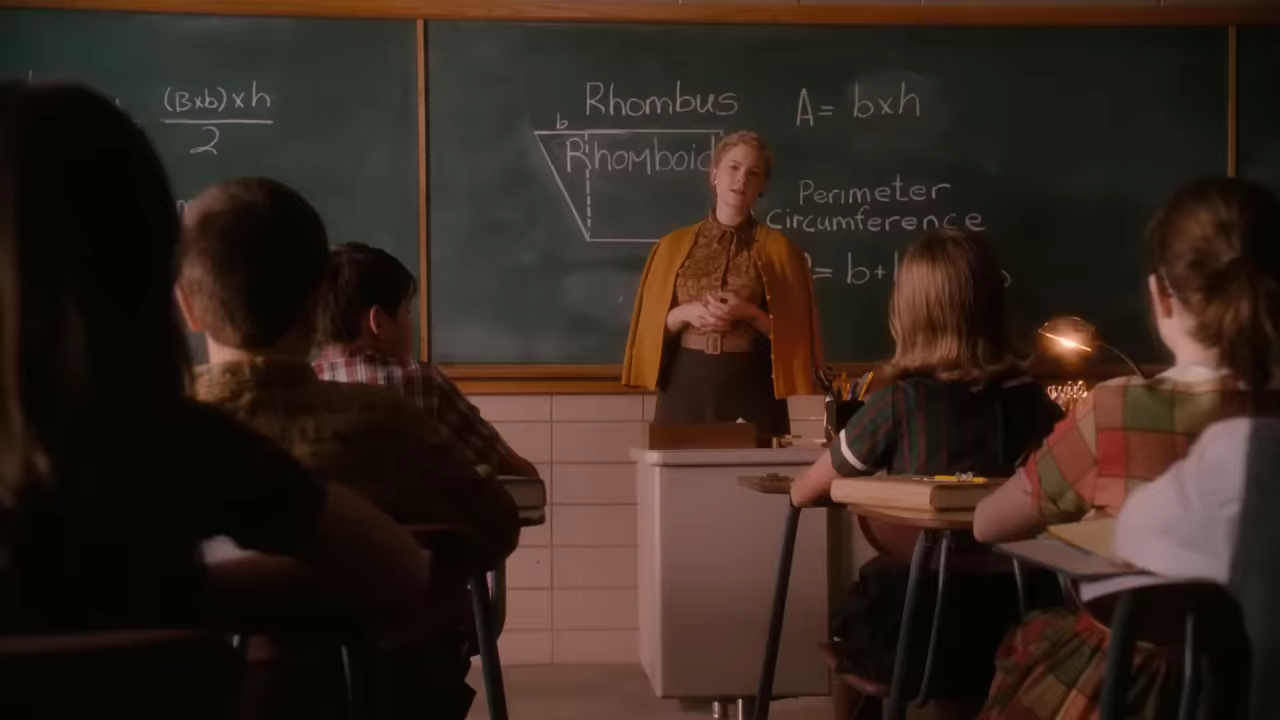 (Bxb)xh
2
Rhombus
b
Rhomboid
A= bxh
Perimeter
Circumference
= b+